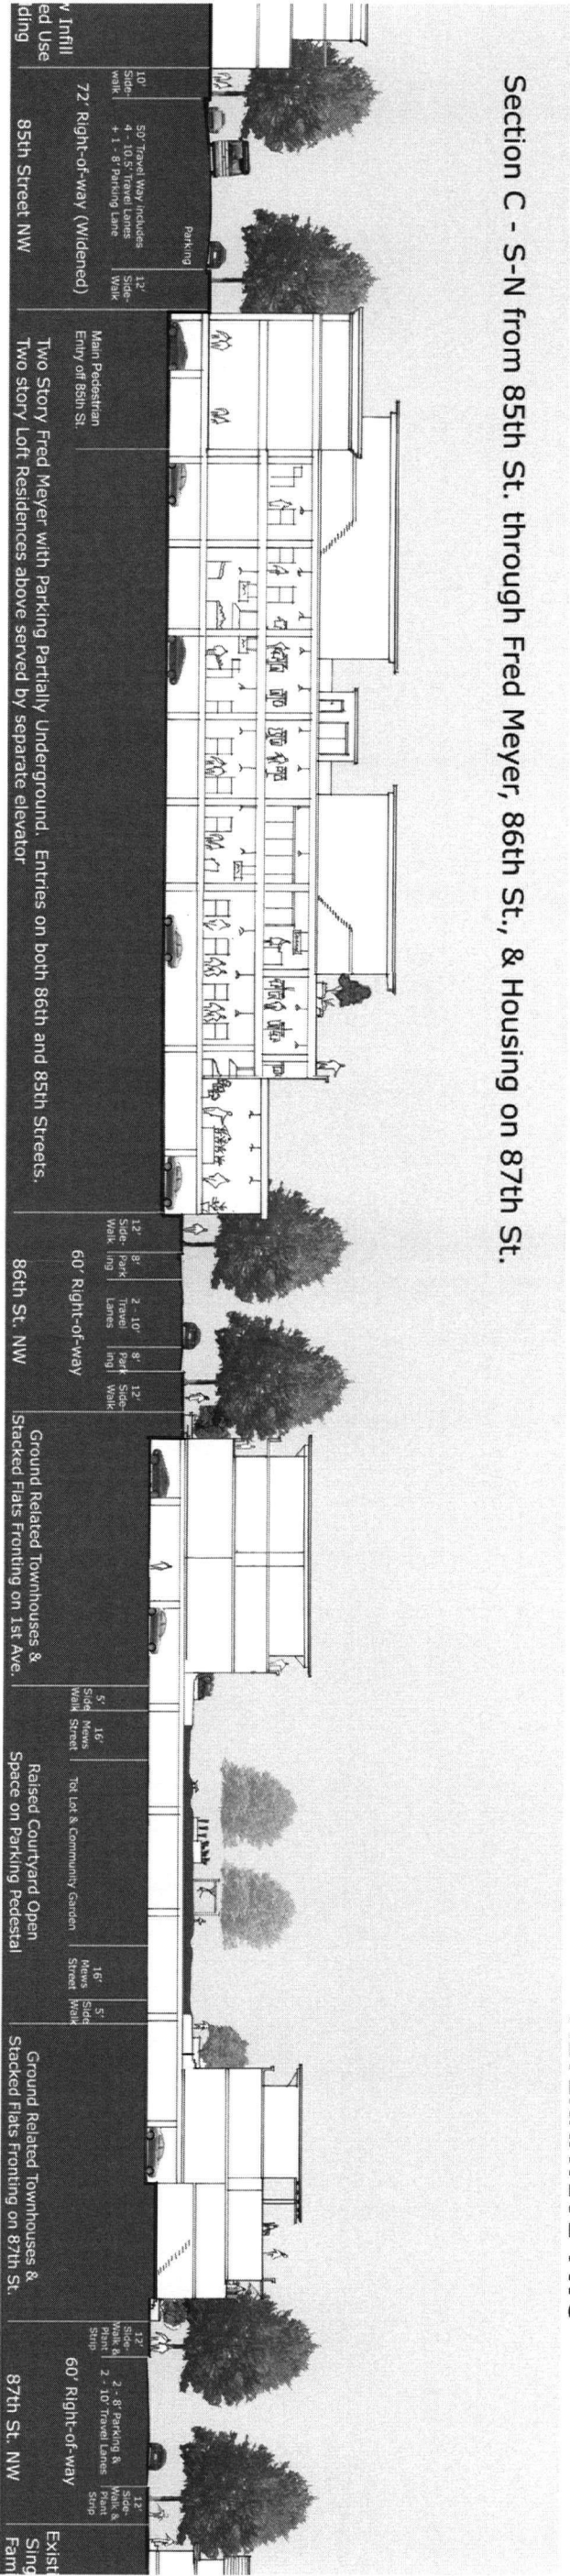 Section C - S-N from 85th St. through Fred Meyer, 86th St., & Housing on 87th St.
Infill
ed Use
ding
10'
Side-
walk
50' Travel Way includes
4 - 10.5' Travel Lanes
+ 1 - 8' Parking Lane
Parking
12'
Side-
Walk
72' Right-of-way (Widened)
85th Street NW
Main Pedestrian
Entry off 85th St.
Two Story Fred Meyer with Parking Partially Underground. Entries on both 86th and 85th Streets.
Two story Loft Residences above served by separate elevator
12'
Side-
Walk
8'
Park
ing
2 - 10'
Travel
Lanes
8'
Park
ing
12'
Side-
Walk
60' Right-of-way
86th St. NW
Ground Related Townhouses &
Stacked Flats Fronting on 1st Ave.
5'
Side
Walk
16'
Mews
Street
Tot Lot & Community Garden
16'
Mews
Street
5'
Side
Walk
Raised Courtyard Open
Space on Parking Pedestal
Ground Related Townhouses &
Stacked Flats Fronting on 87th St.
12'
Side-
Walk &
Plant
Strip
2 - 8' Parking &
2 - 10' Travel Lanes
12'
Side-
Walk &
Plant
Strip
60' Right-of-way
87th St. NW
Existi
Sing
Fam